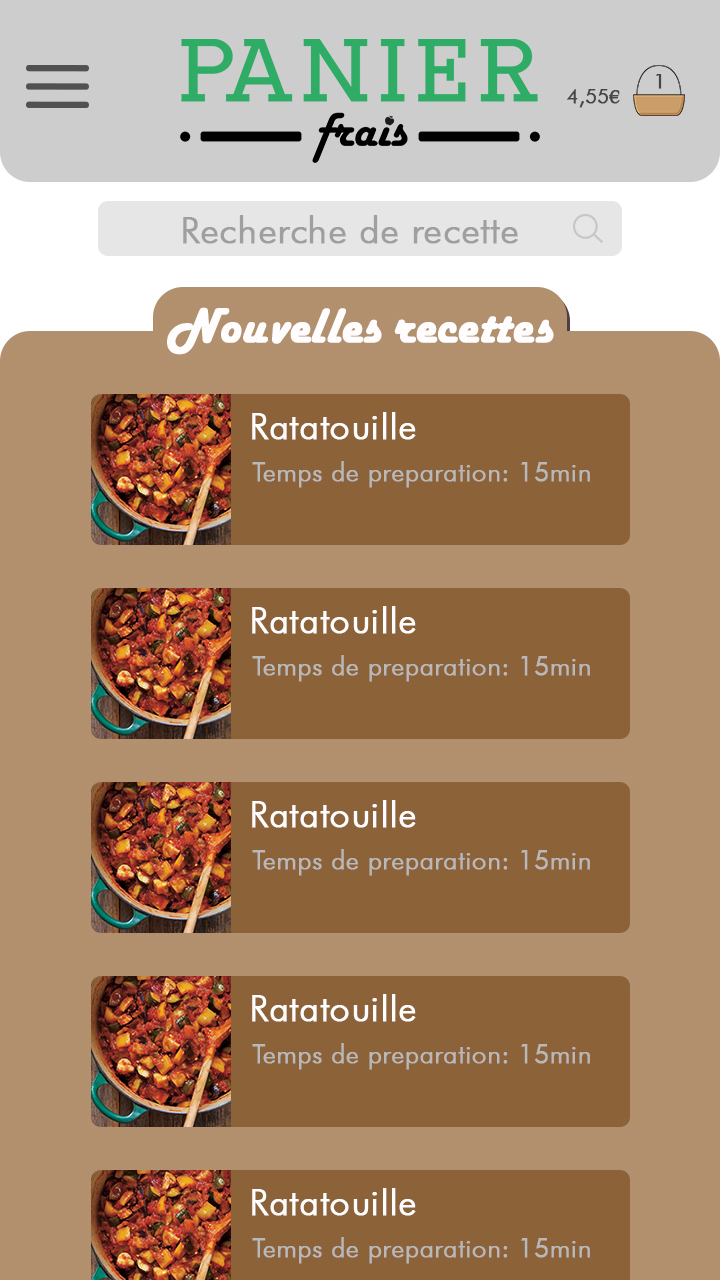 PANIER
frais
4,55€
1
Recherche de recette
Nouvelles recettes
Ratatouille
Temps de preparation: 15min
Ratatouille
Temps de preparation: 15min
Ratatouille
Temps de preparation: 15min
Ratatouille
Temps de preparation: 15min
Ratatouille
Temps de preparation: 15min